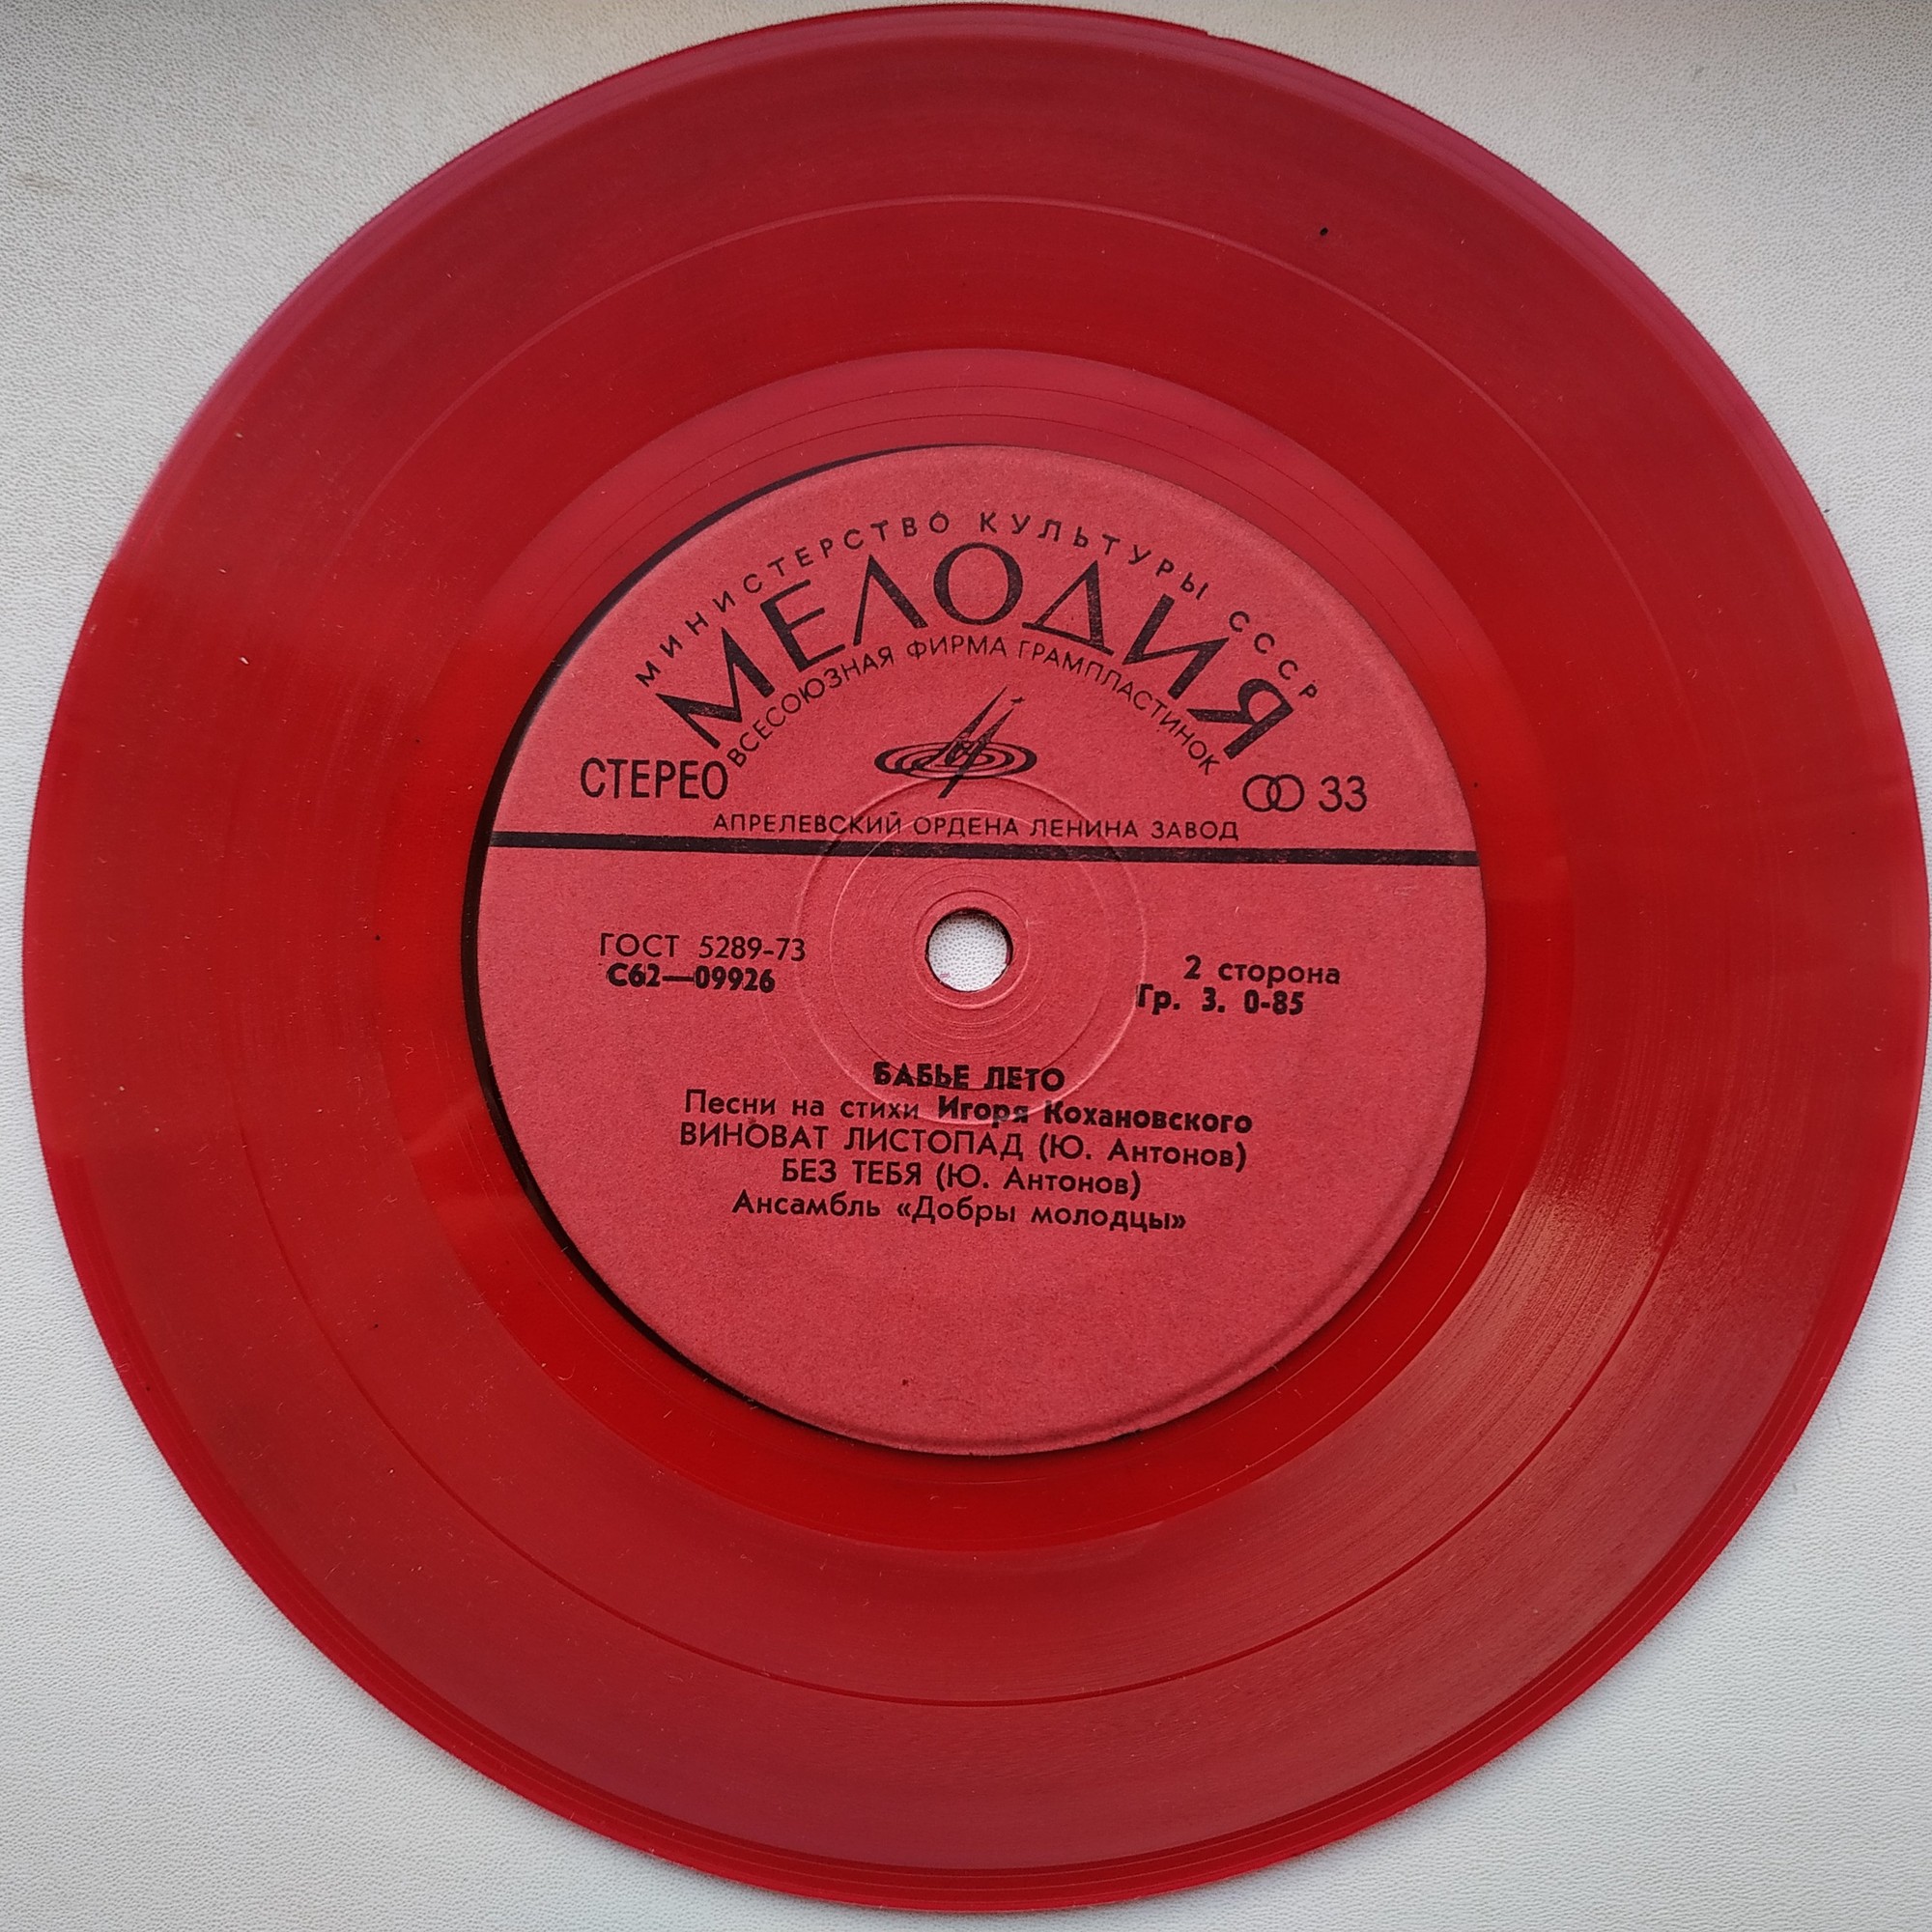 МИНИСТЕРСТВО КУЛЬТУРЫ СССР
МЕЛОДИЯ
ВСЕСОЮЗНАЯ ФИРМА ГРАМПЛАСТИНОК
СТЕРЕО
33
АПРЕЛЕВСКИЙ ОРДЕНА ЛЕНИНА ЗАВОД
ГОСТ 5289-73
С62—09926
2 сторона
Гр. 3. 0-85
БАБЬЕ ЛЕТО
Песни на стихи Игоря Кохановского
ВИНОВАТ ЛИСТОПАД (Ю. Антонов)
БЕЗ ТЕБЯ (Ю. Антонов)
Ансамбль «Добры молодцы»